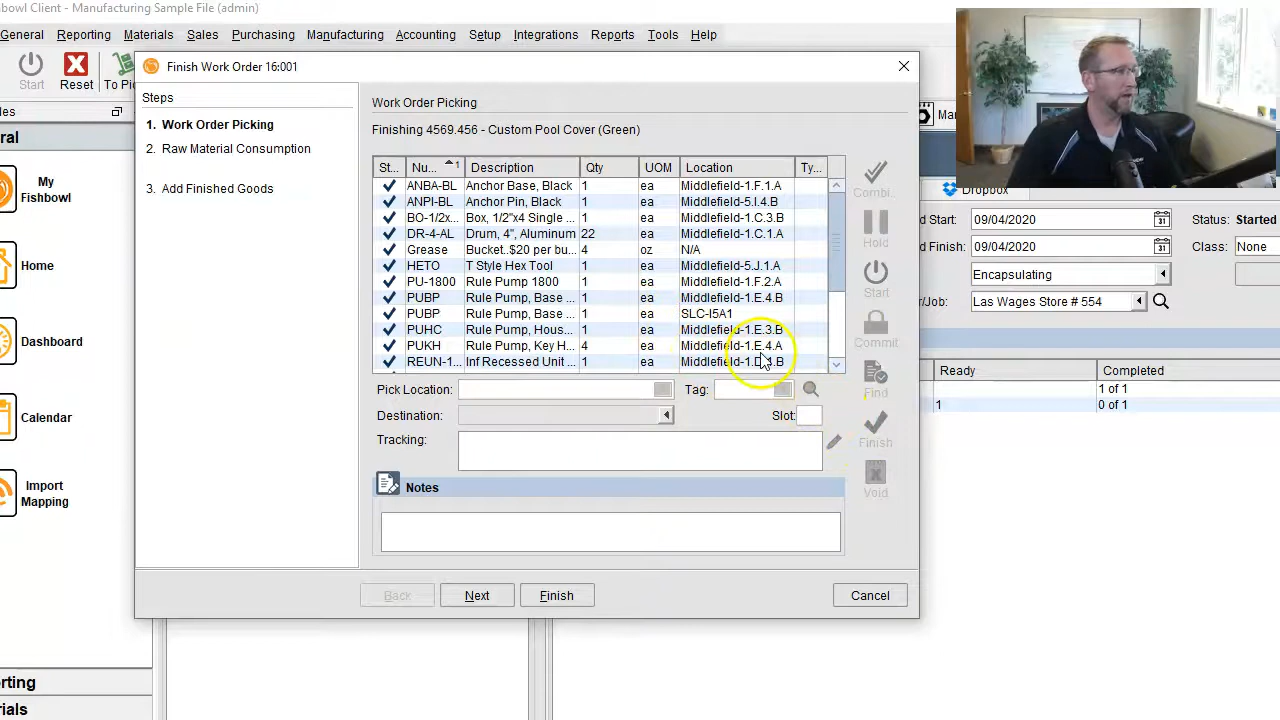 shbowl Client - Manufacturing Sample File (admin)
General Reporting Materials Sales Purchasing Manufacturing Accounting Setup Integrations Reports Tools Help
Start Reset To Pic
Finish Work Order 16:001
Steps
1. Work Order Picking
2. Raw Material Consumption
3. Add Finished Goods
Work Order Picking
Finishing 4569.456 - Custom Pool Cover (Green)
St... Nu... 1 Description Qty UOM Location Ty...
ANBA-BL Anchor Base, Black 1 ea Middlefield-1.F.1.A
ANPI-BL Anchor Pin, Black 1 ea Middlefield-5.I.4.B
BO-1/2x... Box, 1/2"x4 Single ... 1 ea Middlefield-1.C.3.B
DR-4-AL Drum, 4", Aluminum 22 ea Middlefield-1.C.1.A
Grease Bucket..$20 per bu... 4 oz N/A
HETO T Style Hex Tool 1 ea Middlefield-5.J.1.A
PU-1800 Rule Pump 1800 1 ea Middlefield-1.F.2.A
PUBP Rule Pump, Base ... 1 ea Middlefield-1.E.4.B
PUBP Rule Pump, Base ... 1 ea SLC-I5A1
PUHC Rule Pump, Hous... 1 ea Middlefield-1.E.3.B
PUKH Rule Pump, Key H... 4 ea Middlefield-1.E.4.A
REUN-1... Inf Recessed Unit ... 1 ea
Pick Location: Tag:
Destination: Slot:
Tracking:
Notes
Combi..
Hold
Start
Commit
Find
Finish
Void
Back Next Finish Cancel
les
ral
My
Fishbowl
Home
Dashboard
Calendar
Import
Mapping
orting
rials
Man
Dropbox
d Start: 09/04/2020 Status: Started
d Finish: 09/04/2020 Class: None
Encapsulating
r/Job: Las Wages Store # 554
Ready Completed
1 of 1
1 0 of 1